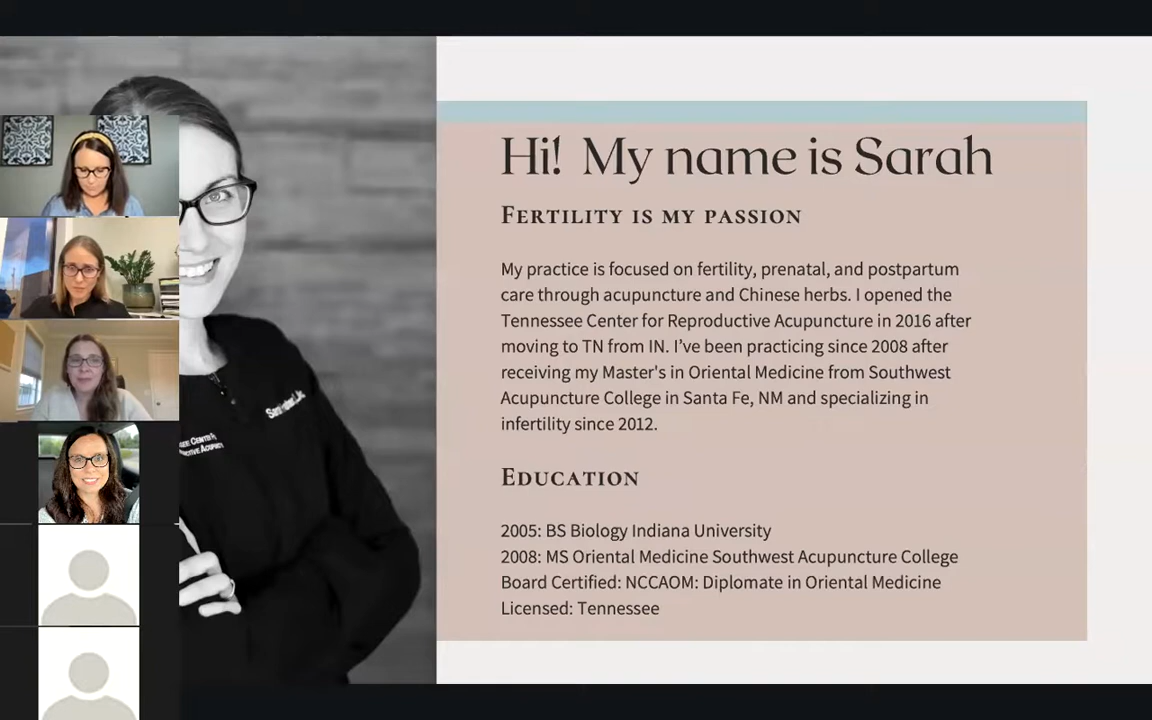 Hi! My name is Sarah
Fertility is my passion
My practice is focused on fertility, prenatal, and postpartum
care through acupuncture and Chinese herbs. I opened the
Tennessee Center for Reproductive Acupuncture in 2016 after
moving to TN from IN. I've been practicing since 2008 after
receiving my Master's in Oriental Medicine from Southwest
Acupuncture College in Santa Fe, NM and specializing in
infertility since 2012.
Education
2005: BS Biology Indiana University
2008: MS Oriental Medicine Southwest Acupuncture College
Board Certified: NCCAOM: Diplomate in Oriental Medicine
Licensed: Tennessee